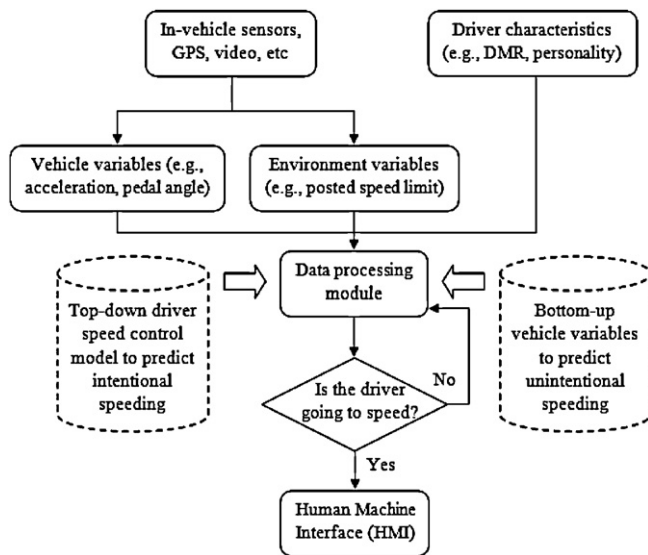 In-vehicle sensors,
GPS, video, etc
Driver characteristics
(e.g., DMR, personality)
Vehicle variables (e.g.,
acceleration, pedal angle)
Environment variables
(e.g., posted speed limit)
Top-down driver
speed control
model to predict
intentional
speeding
Data processing
module
Bottom-up
vehicle variables
to predict
unintentional
speeding
Is the driver
going to speed?
No
Yes
Human Machine
Interface (HMI)